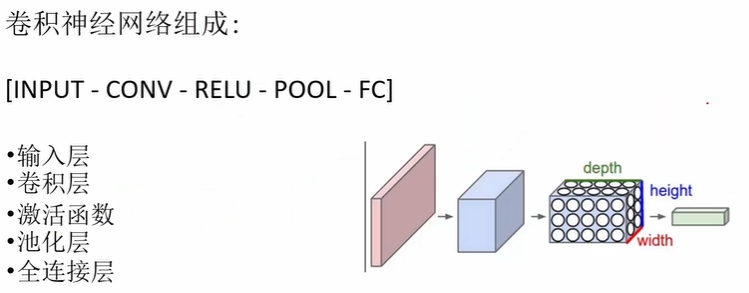 卷积神经网络组成:
[INPUT - CONV - RELU - POOL - FC]
•输入层
•卷积层
•激活函数
•池化层
•全连接层
depth
height
width